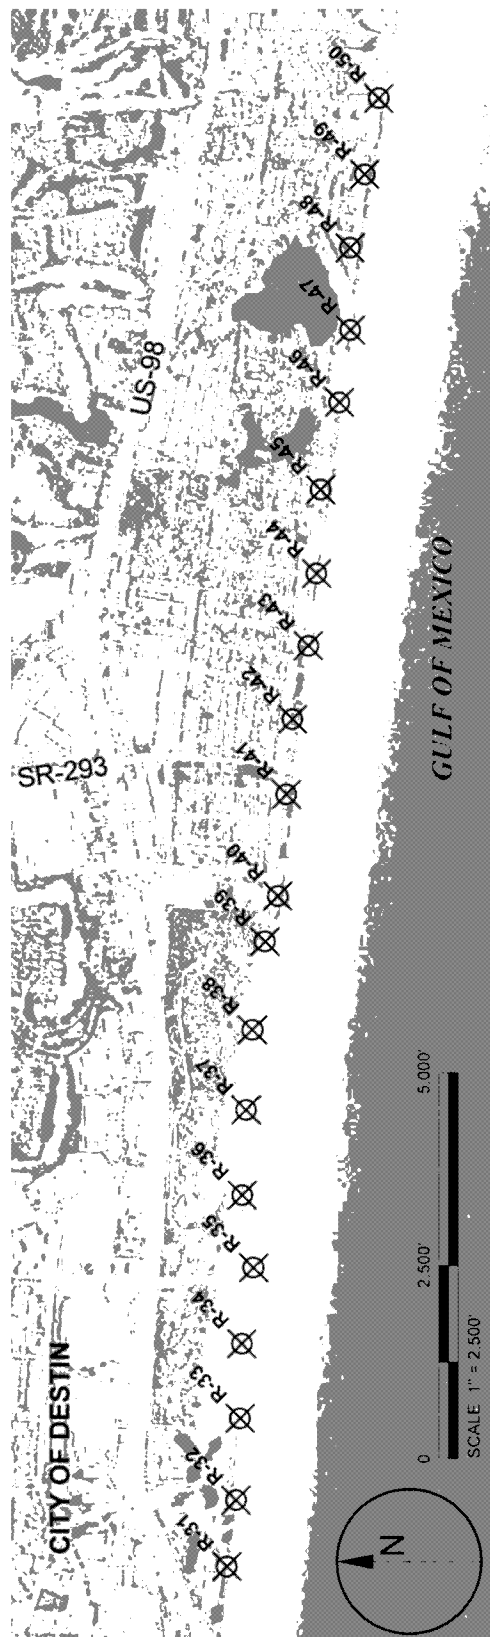 R-50
R-49
R-48
R-47
R-46
R-45
R-44
R-43
R-42
R-41
R-40
R-39
R-38
R-37
R-36
R-35
R-34
R-33
R-32
R-31
US-98
SR-293
CITY OF DESTIN
GULF OF MEXICO
0 2,500' 5,000'
SCALE 1" = 2,500'
N